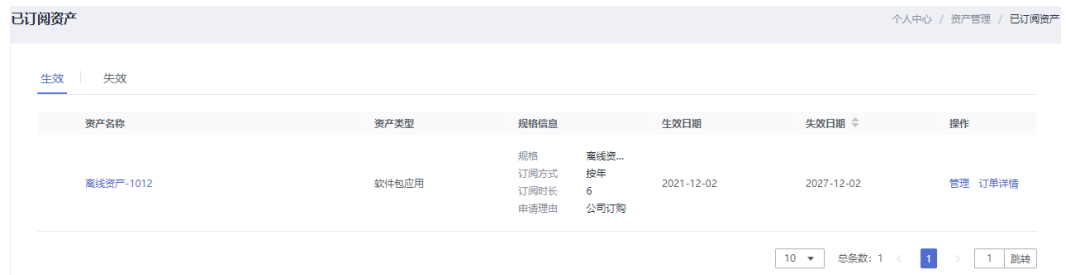 已订阅资产
个人中心 / 资产管理 / 已订阅资产
生效 失效
资产名称 资产类型 规格信息 生效日期 失效日期 操作
离线资产-1012 软件包应用 2021-12-02 2027-12-02 管理 订单详情
规格 离线资...
订阅方式 按年
订阅时长 6
申请理由 公司订购
10 总条数: 1 < 1 > 1 跳转